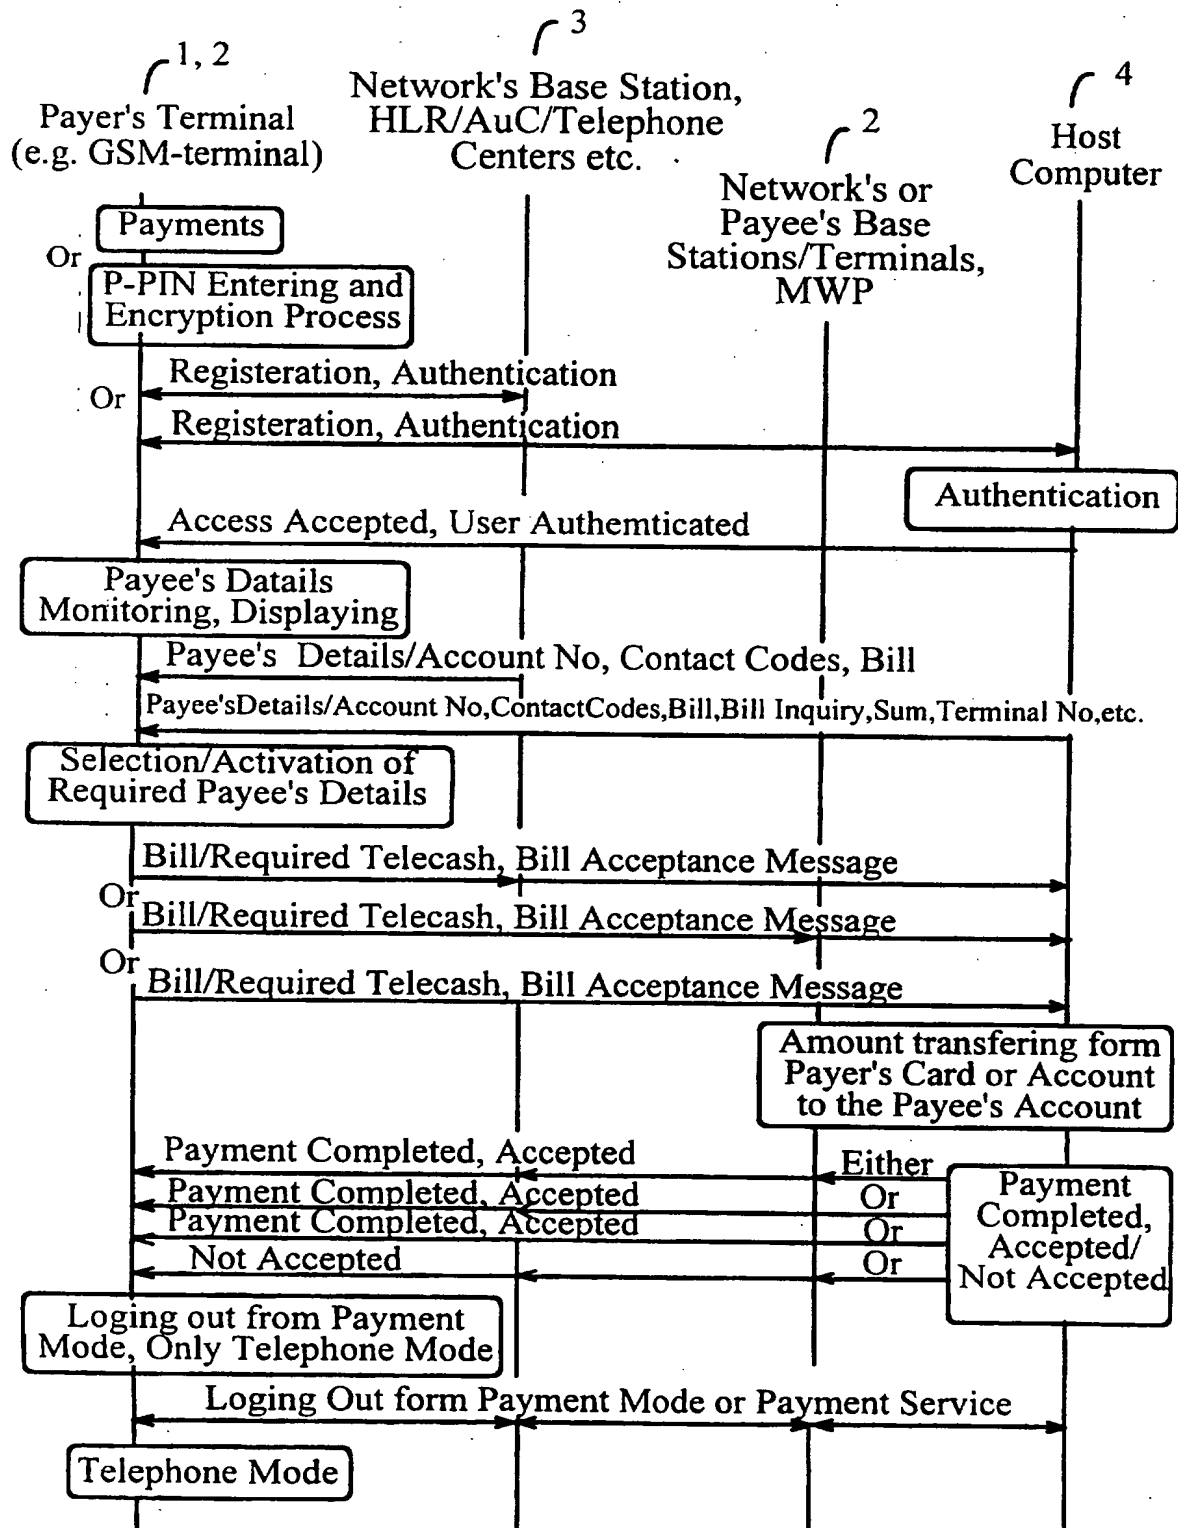 3
1, 2
Network's Base Station,
HLR/AuC/Telephone
Centers etc.
4
Payer's Terminal
(e.g. GSM-terminal)
2
Host
Computer
Network's or
Payee's Base
Stations/Terminals,
MWP
Payments
Or
P-PIN Entering and
Encryption Process
Registeration, Authentication
Or
Registeration, Authentication
Authentication
Access Accepted, User Authemticated
Payee's Datails
Monitoring, Displaying
Payee's Details/Account No, Contact Codes, Bill
Payee'sDetails/Account No,ContactCodes,Bill,Bill Inquiry,Sum,Terminal No,etc.
Selection/Activation of
Required Payee's Details
Bill/Required Telecash, Bill Acceptance Message
Or
Bill/Required Telecash, Bill Acceptance Message
Or
Bill/Required Telecash, Bill Acceptance Message
Amount transfering form
Payer's Card or Account
to the Payee's Account
Payment Completed, Accepted
Either
Payment Completed, Accepted
Or
Payment Completed, Accepted
Or
Not Accepted
Or
Payment
Completed,
Accepted/
Not Accepted
Loging out from Payment
Mode, Only Telephone Mode
Loging Out form Payment Mode or Payment Service
Telephone Mode